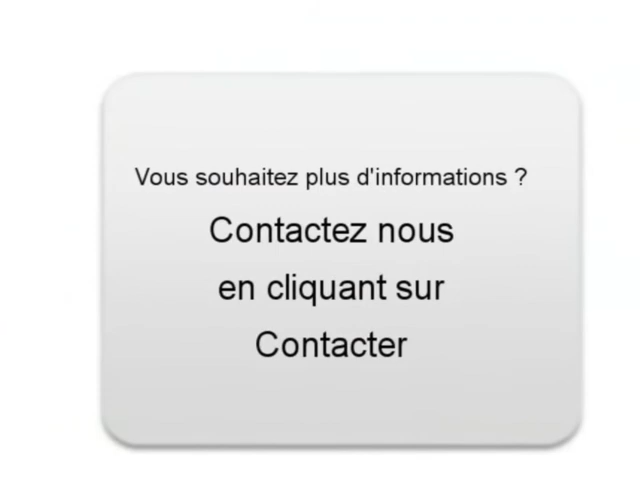 Vous souhaitez plus d'informations ?
Contactez nous
en cliquant sur
Contacter